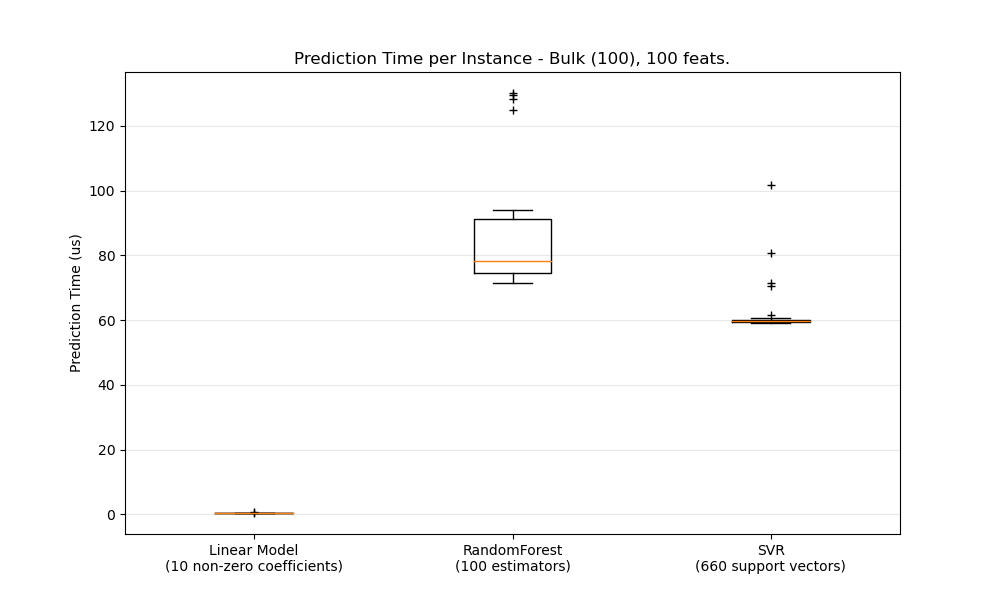 Prediction Time per Instance - Bulk (100), 100 feats.
Prediction Time (us)
120
100
80
60
40
20
0
Linear Model
(10 non-zero coefficients)
RandomForest
(100 estimators)
SVR
(660 support vectors)